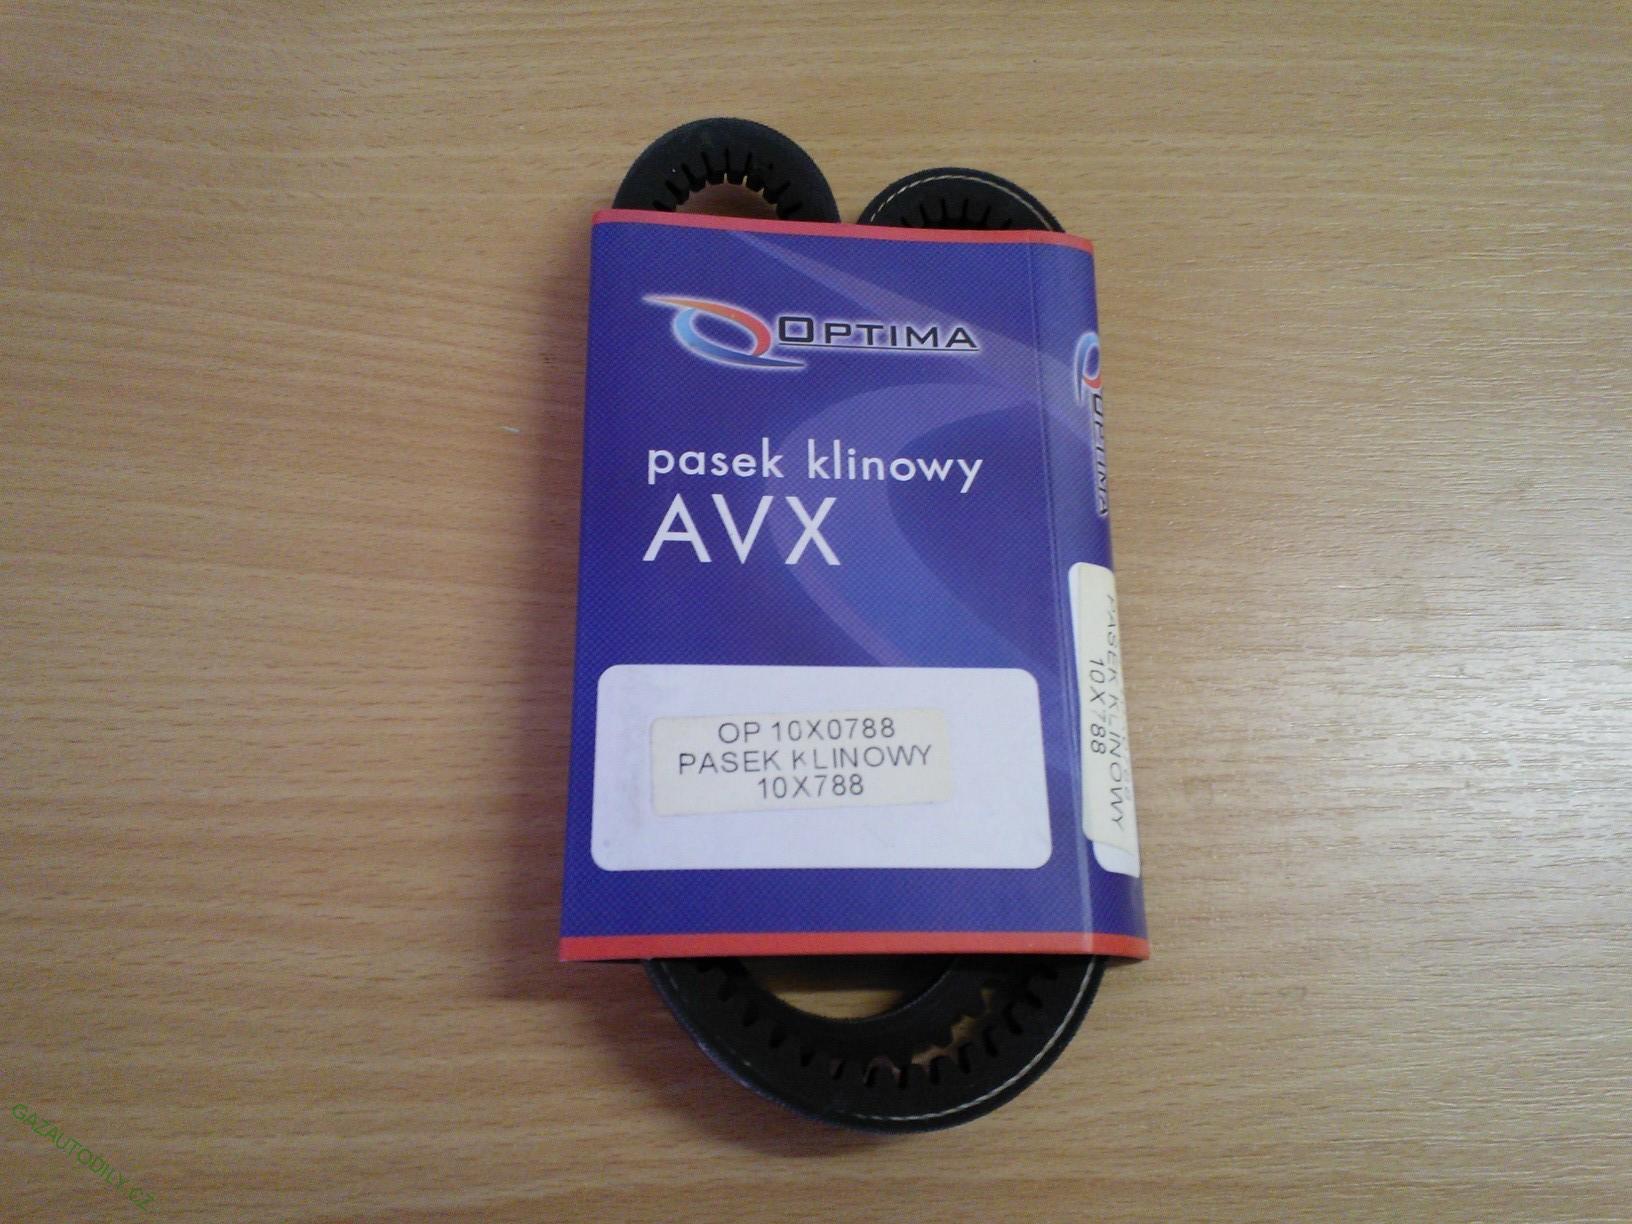 OPTIMA
pasek klinowy
AVX
OP 10X0788
PASEK KLINOWY
10X788
OPTIMA
PASEK KLINOWY
10X788
GAZAUTODILY.CZ